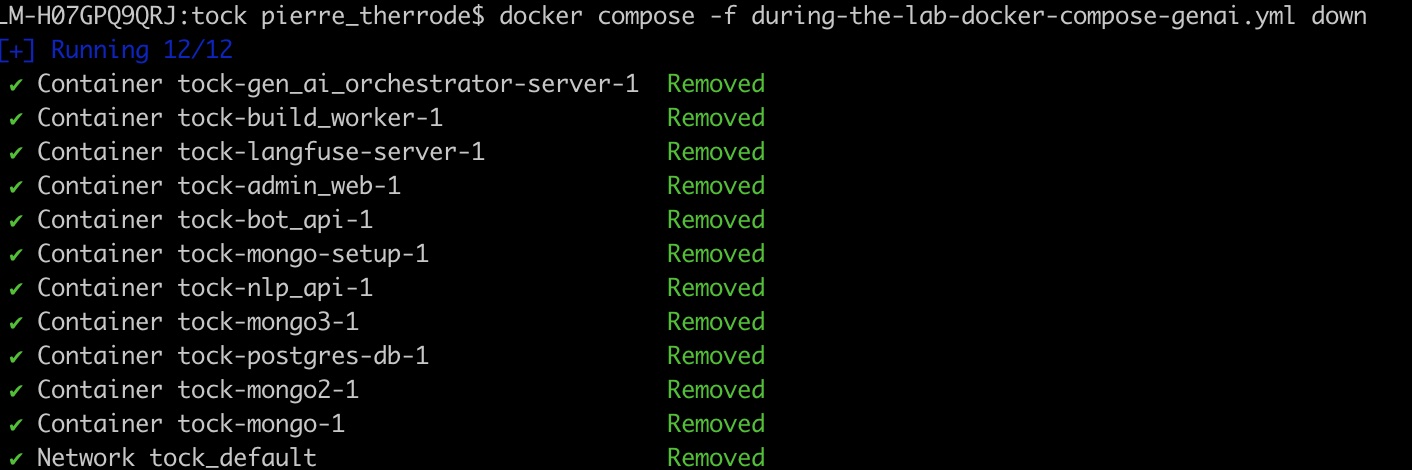 LM-H07GPQ9QRJ:tock pierre_therrode$ docker compose -f during-the-lab-docker-compose-genai.yml down
[+] Running 12/12
✔ Container tock-gen_ai_orchestrator-server-1 Removed
✔ Container tock-build_worker-1 Removed
✔ Container tock-langfuse-server-1 Removed
✔ Container tock-admin_web-1 Removed
✔ Container tock-bot_api-1 Removed
✔ Container tock-mongo-setup-1 Removed
✔ Container tock-nlp_api-1 Removed
✔ Container tock-mongo3-1 Removed
✔ Container tock-postgres-db-1 Removed
✔ Container tock-mongo2-1 Removed
✔ Container tock-mongo-1 Removed
✔ Network tock_default Removed